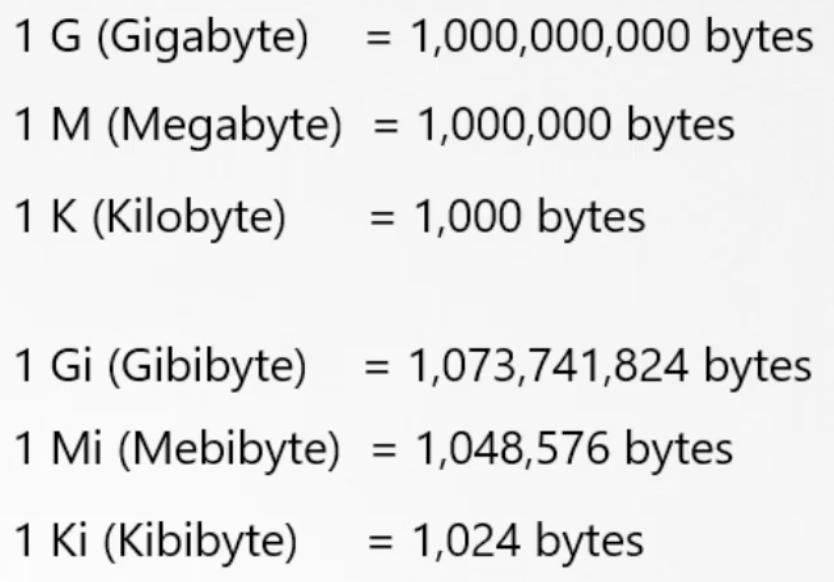 1 G (Gigabyte) = 1,000,000,000 bytes
1 M (Megabyte) = 1,000,000 bytes
1 K (Kilobyte) = 1,000 bytes
1 Gi (Gibibyte) = 1,073,741,824 bytes
1 Mi (Mebibyte) = 1,048,576 bytes
1 Ki (Kibibyte) = 1,024 bytes